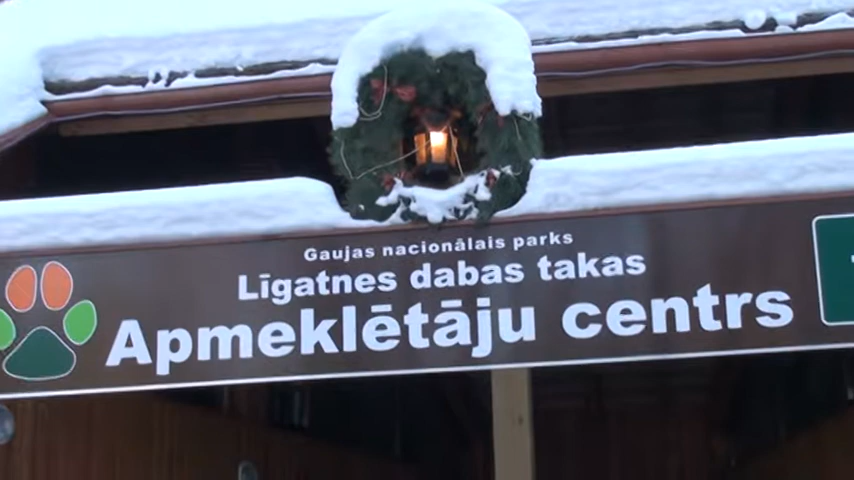 Gaujas nacionālais parks
Līgatnes dabas takas
Apmeklētāju centrs